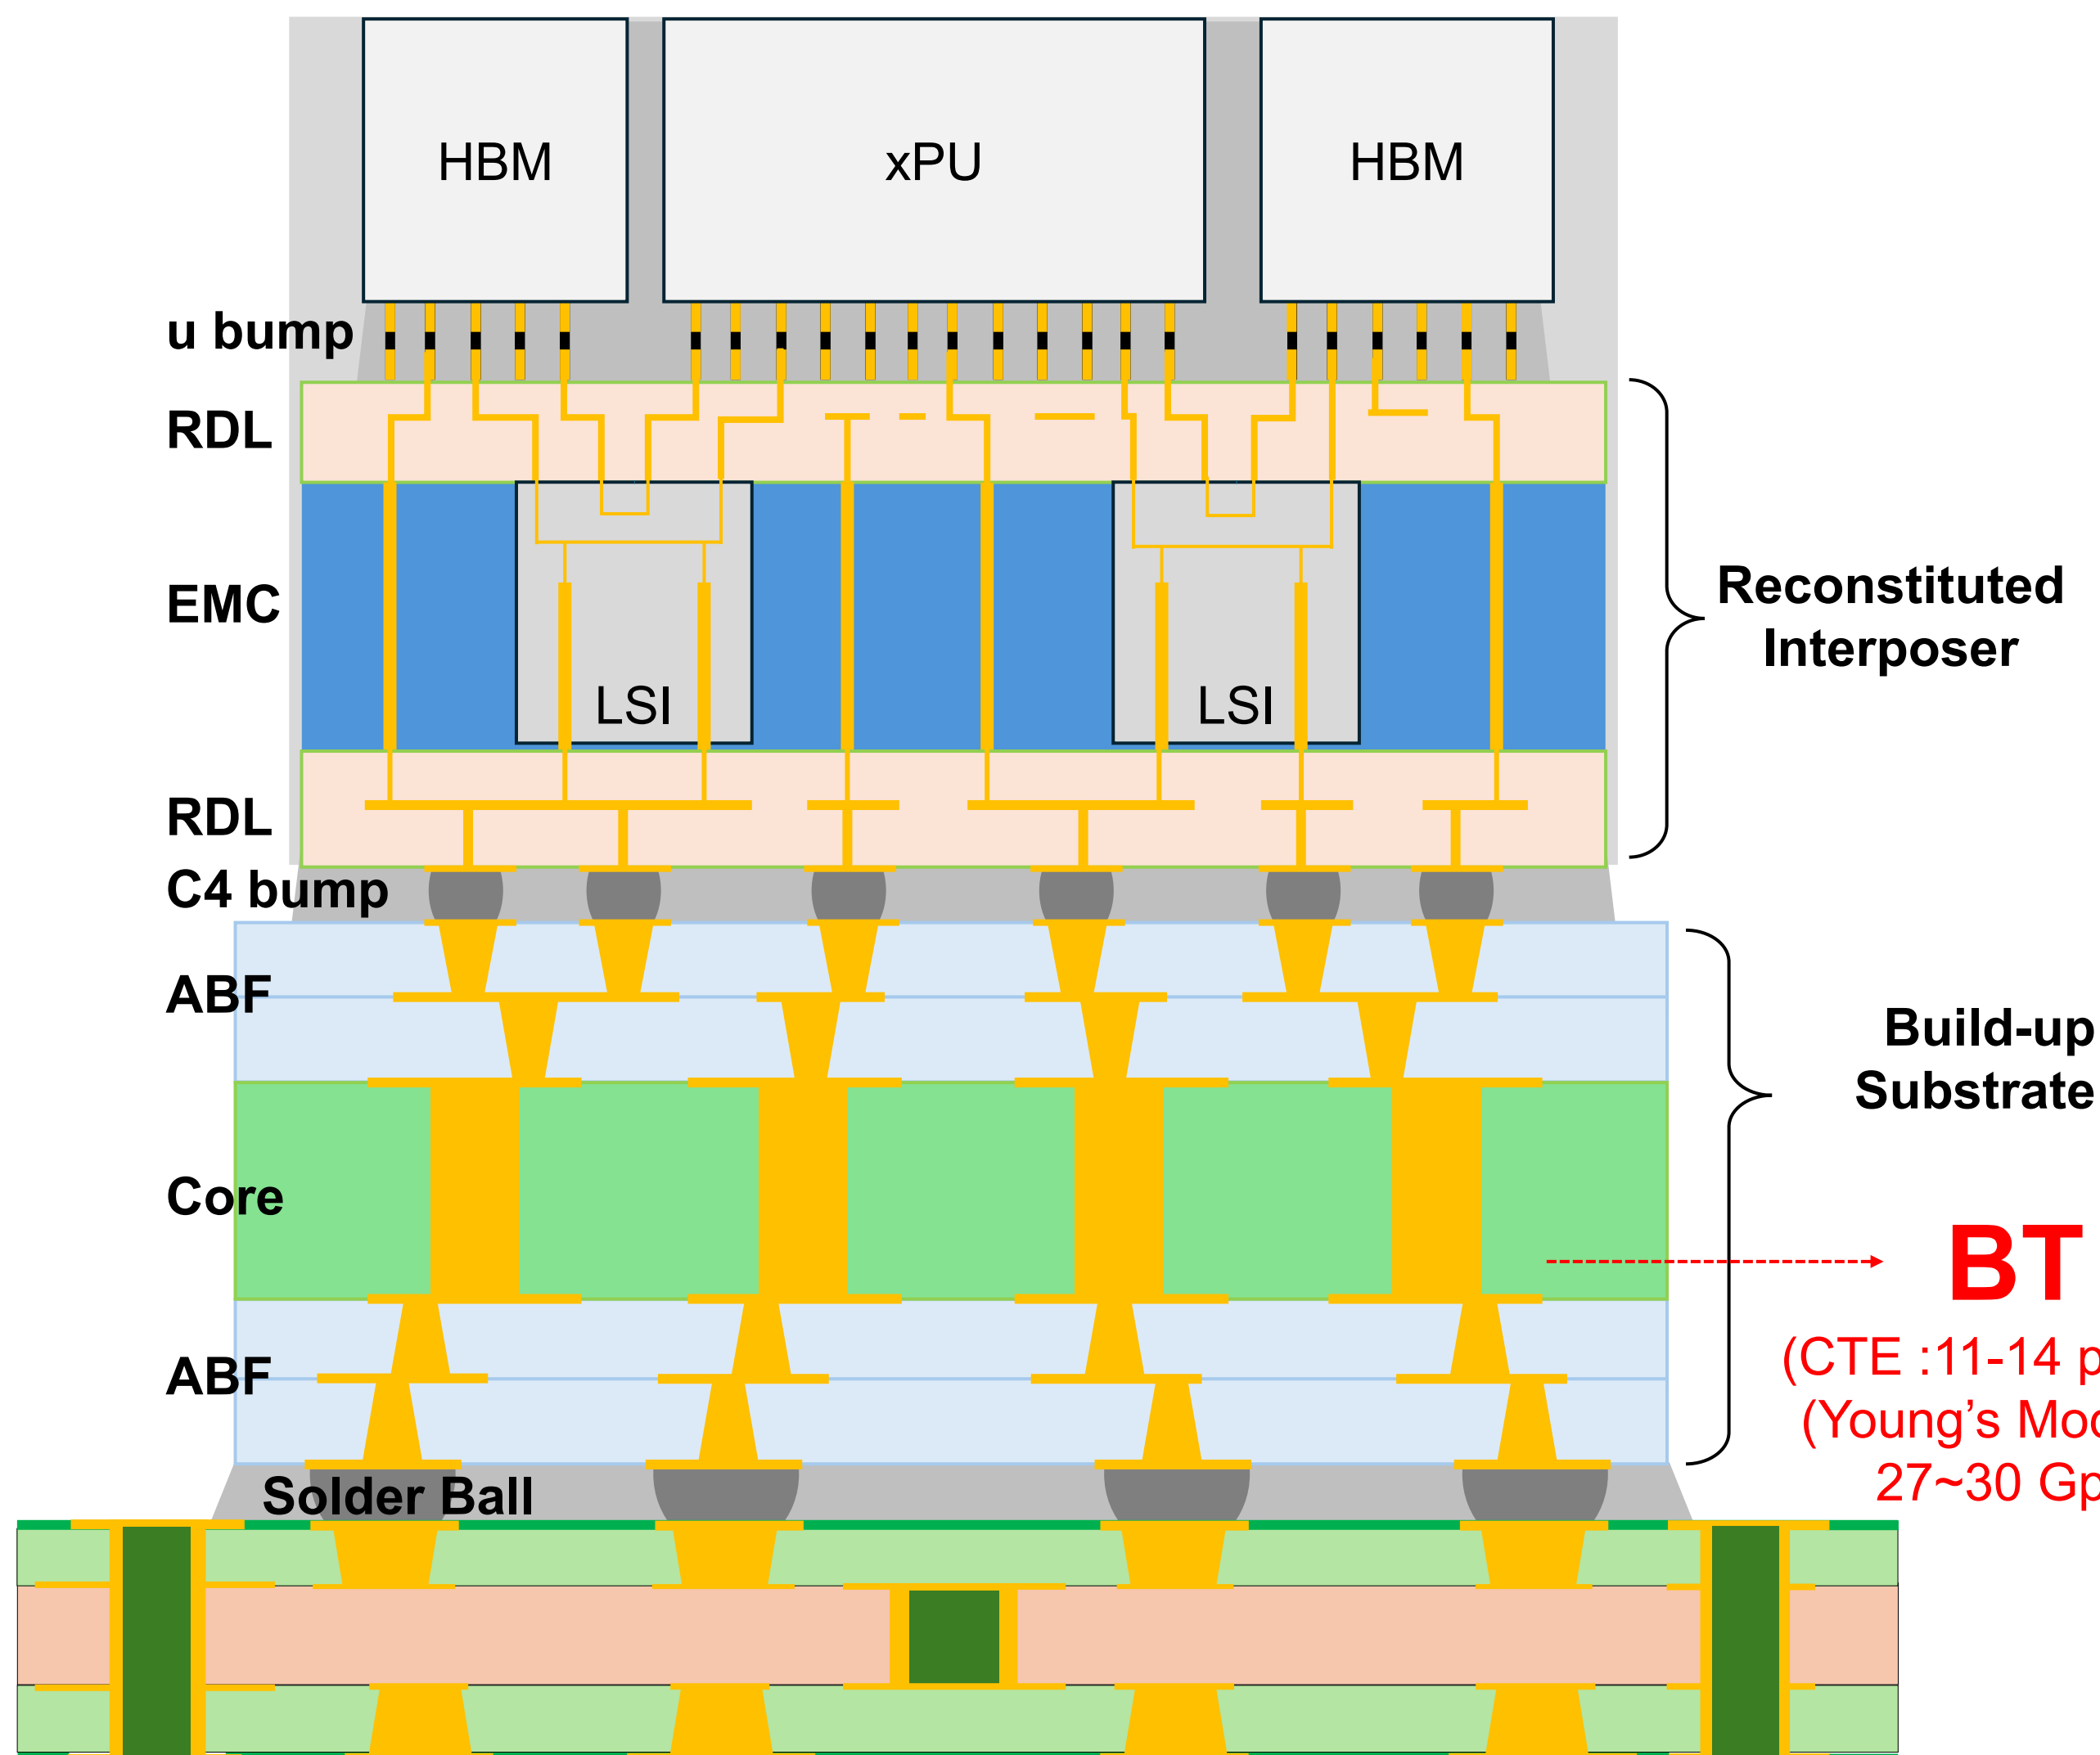 HBM
xPU
HBM
u bump
RDL
EMC
Reconstituted
Interposer
LSI
LSI
RDL
C4 bump
ABF
Build-up
Substrate
Core
BT
(CTE :11-14 p
ABF
(Young’s Mod
27-30 Gp
Solder Ball